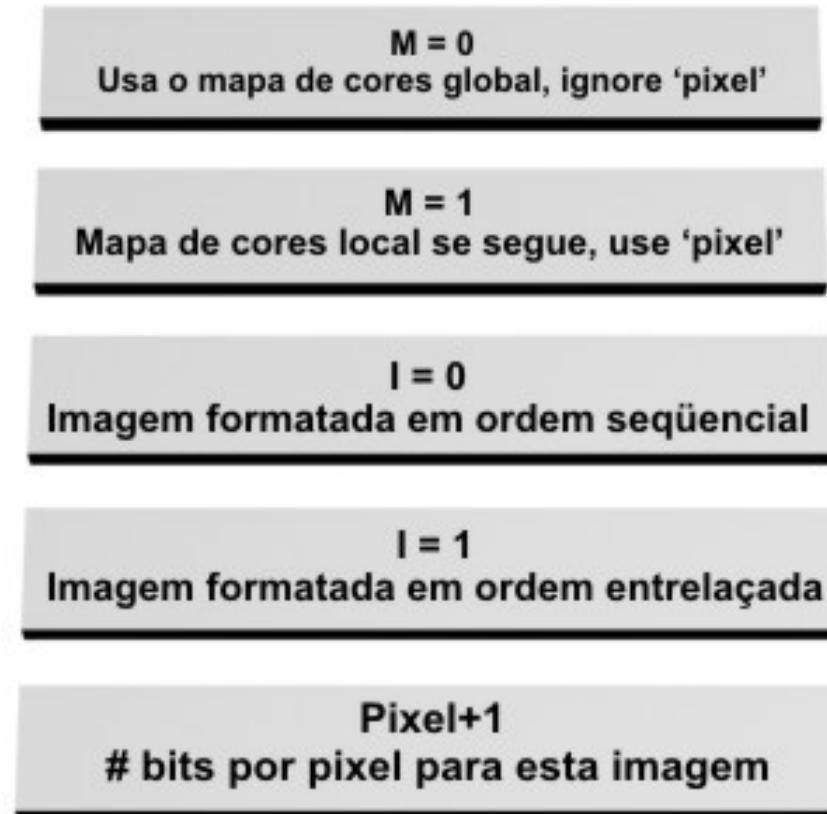 M = 0
Usa o mapa de cores global, ignore ‘pixel’
M = 1
Mapa de cores local se segue, use ‘pixel’
I = 0
Imagem formatada em ordem seqüencial
I = 1
Imagem formatada em ordem entrelaçada
Pixel+1
# bits por pixel para esta imagem